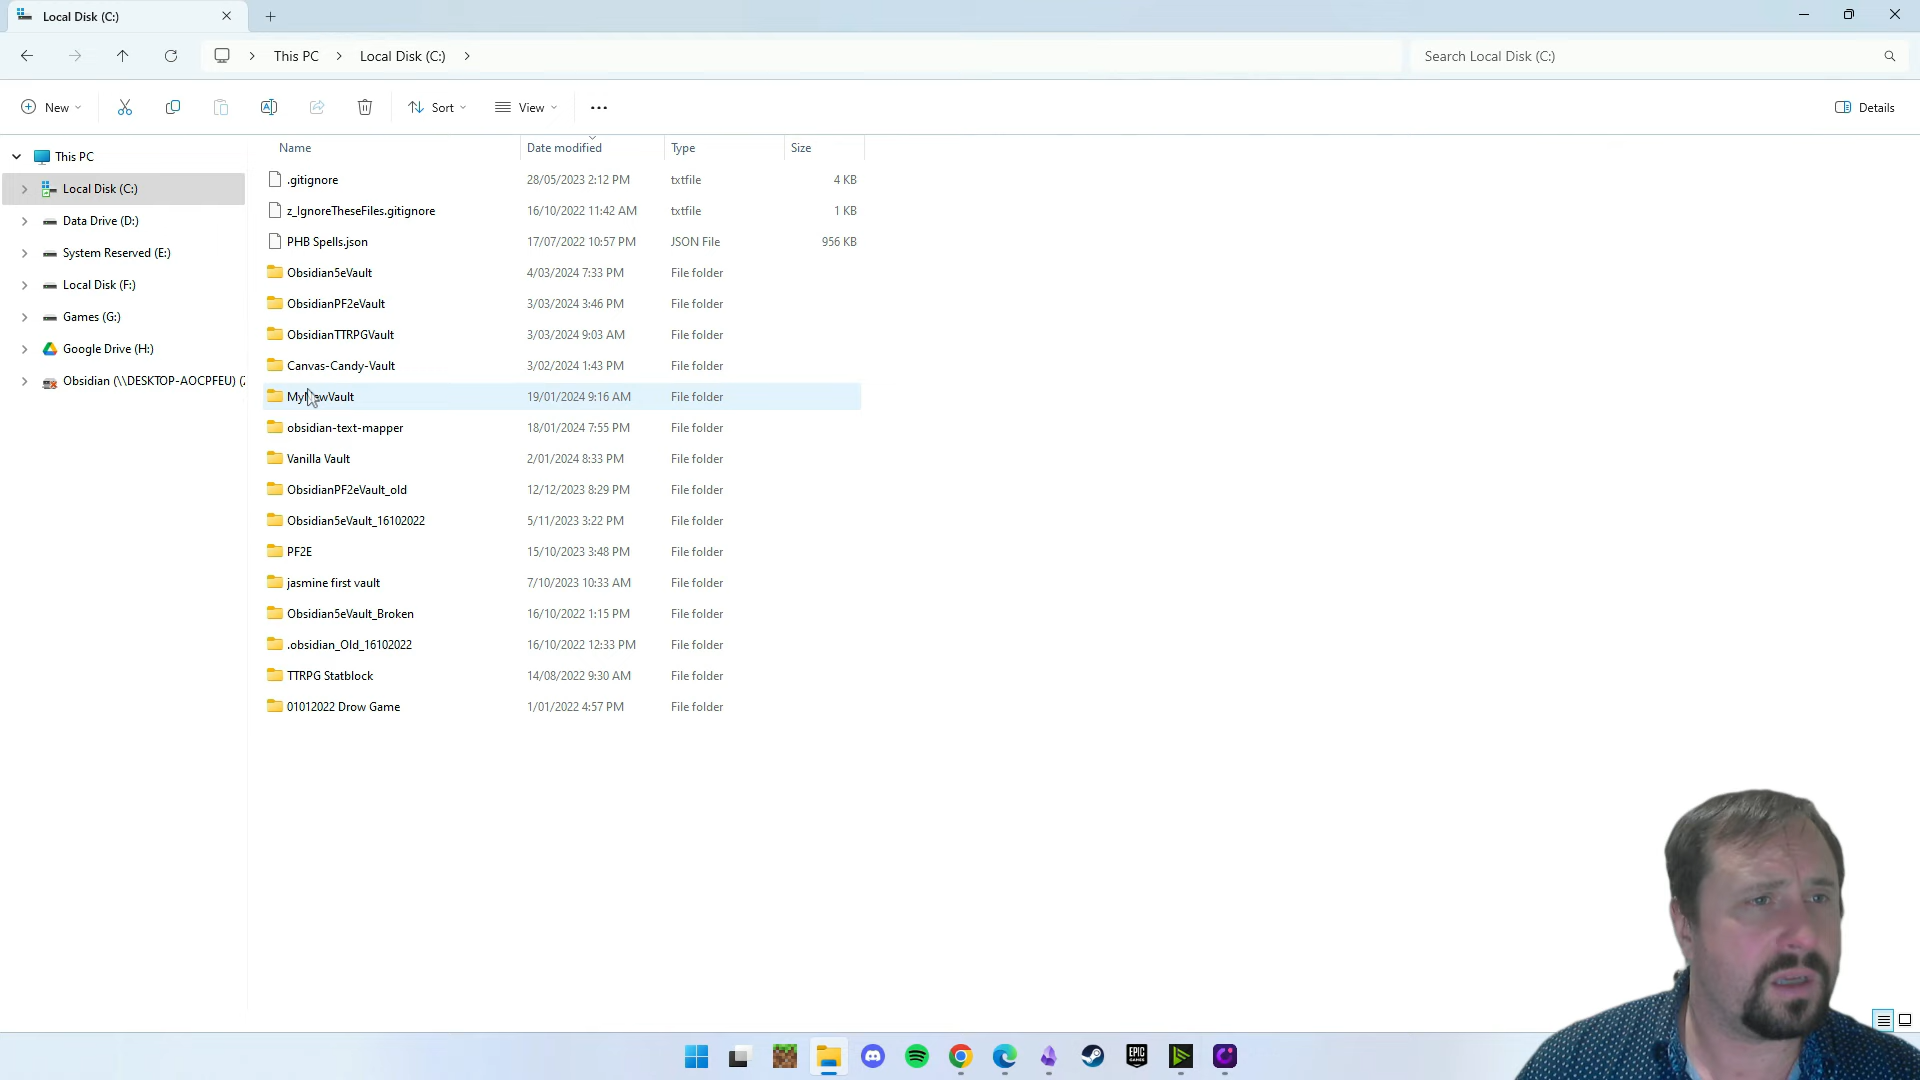 Local Disk (C:)
This PC > Local Disk (C:) >
Search Local Disk (C:)
New
Sort
View
Details
This PC
Local Disk (C:)
Data Drive (D:)
System Reserved (E:)
Local Disk (F:)
Games (G:)
Google Drive (H:)
Obsidian (\\DESKTOP-AOCPFEU) (Z
Name Date modified Type Size
.gitignore 28/05/2023 2:12 PM txtfile 4 KB
z_IgnoreTheseFiles.gitignore 16/10/2022 11:42 AM txtfile 1 KB
PHB Spells.json 17/07/2022 10:57 PM JSON File 956 KB
Obsidian5eVault 4/03/2024 7:33 PM File folder
ObsidianPF2eVault 3/03/2024 3:46 PM File folder
ObsidianTTRPGVault 3/03/2024 9:03 AM File folder
Canvas-Candy-Vault 3/02/2024 1:43 PM File folder
MyNewVault 19/01/2024 9:16 AM File folder
obsidian-text-mapper 18/01/2024 7:55 PM File folder
Vanilla Vault 2/01/2024 8:33 PM File folder
ObsidianPF2eVault_old 12/12/2023 8:29 PM File folder
Obsidian5eVault_16102022 5/11/2023 3:22 PM File folder
PF2E 15/10/2023 3:48 PM File folder
jasmine first vault 7/10/2023 10:33 AM File folder
Obsidian5eVault_Broken 16/10/2022 1:15 PM File folder
.obsidian_Old_16102022 16/10/2022 12:33 PM File folder
TTRPG Statblock 14/08/2022 9:30 AM File folder
01012022 Drow Game 1/01/2022 4:57 PM File folder
EPIC GAMES